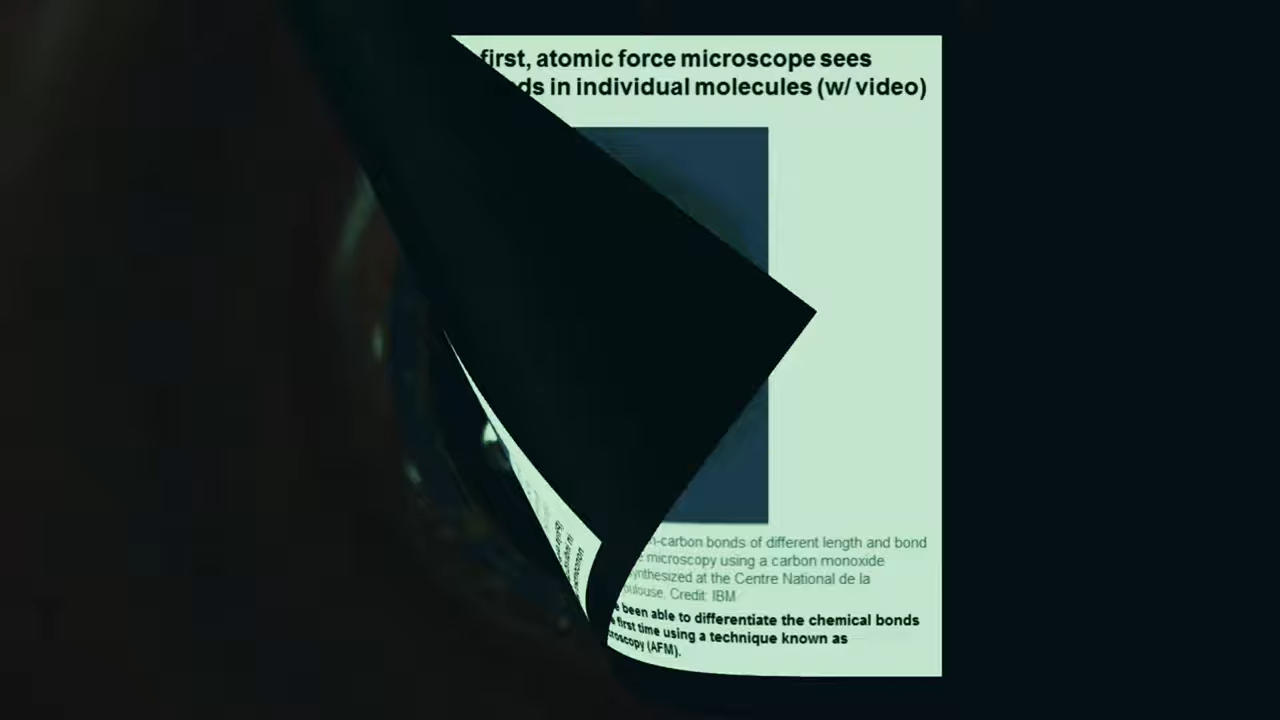 first, atomic force microscope sees
in individual molecules (w/ video)
-carbon bonds of different length and bond
microscopy using a carbon monoxide
ynthesized at the Centre National de la
oulouse. Credit: IBM
been able to differentiate the chemical bonds
first time using a technique known as
roscopy (AFM).